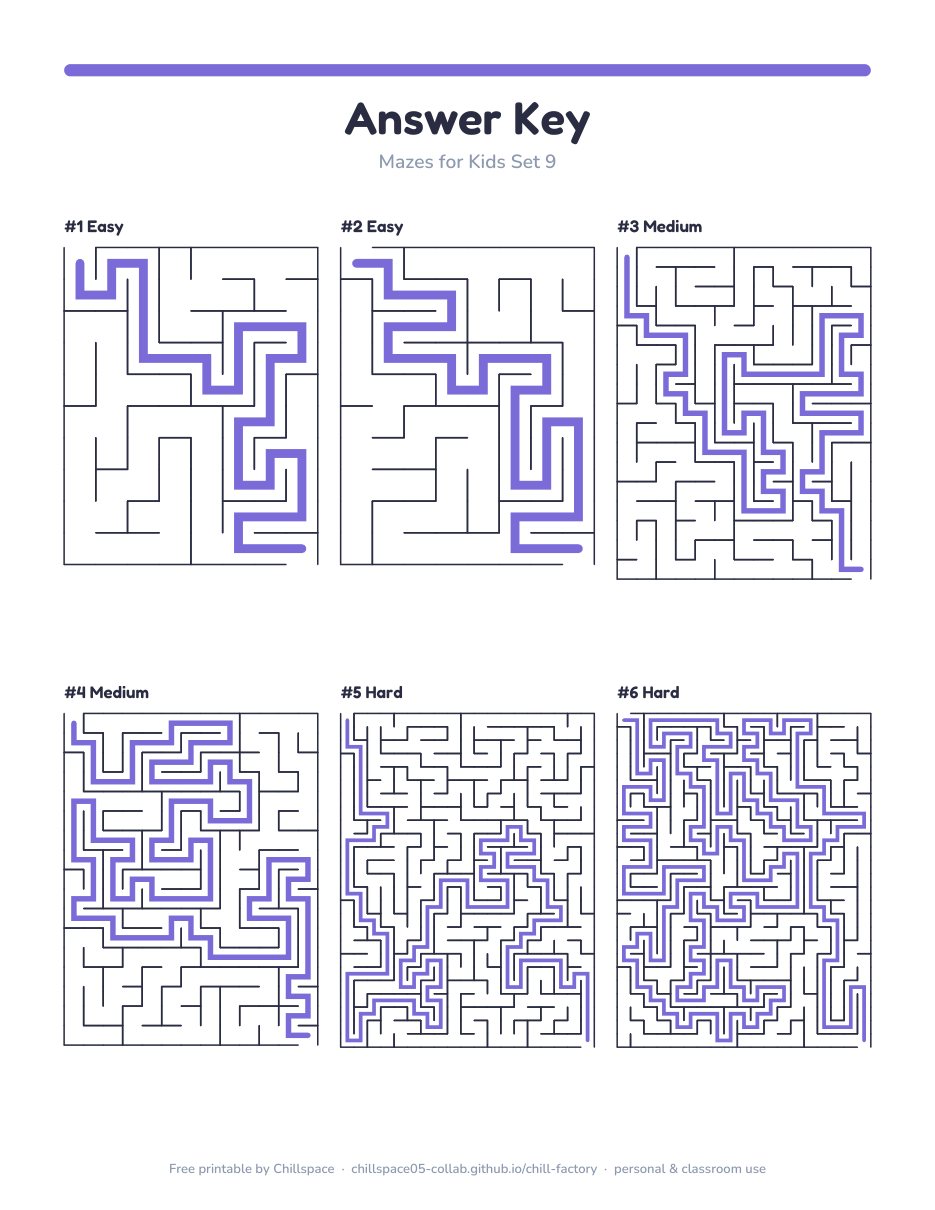 Answer Key
Mazes for Kids Set 9
#1 Easy
#2 Easy
#3 Medium
#4 Medium
#5 Hard
#6 Hard
Free printable by Chillspace · chillspace05-collab.github.io/chill-factory · personal & classroom use